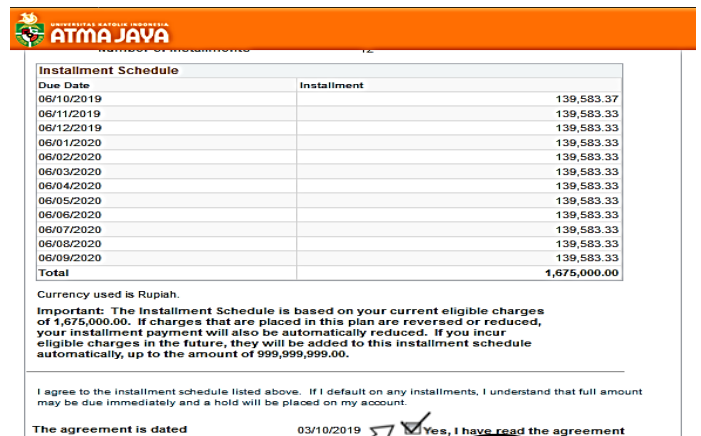 UNIVERSITAS KATOLIK INDONESIA
ATMA JAYA
Number of Installments 12
Installment Schedule
Due Date Installment
06/10/2019 139,583.37
06/11/2019 139,583.33
06/12/2019 139,583.33
06/01/2020 139,583.33
06/02/2020 139,583.33
06/03/2020 139,583.33
06/04/2020 139,583.33
06/05/2020 139,583.33
06/06/2020 139,583.33
06/07/2020 139,583.33
06/08/2020 139,583.33
06/09/2020 139,583.33
Total 1,675,000.00
Currency used is Rupiah.
Important: The Installment Schedule is based on your current eligible charges
of 1,675,000.00. If charges that are placed in this plan are reversed or reduced,
your installment payment will also be automatically reduced. If you incur
eligible charges in the future, they will be added to this installment schedule
automatically, up to the amount of 999,999,999.00.
I agree to the installment schedule listed above. If I default on any installments, I understand that full amount
may be due immediately and a hold will be placed on my account.
The agreement is dated 03/10/2019 Yes, I have read the agreement